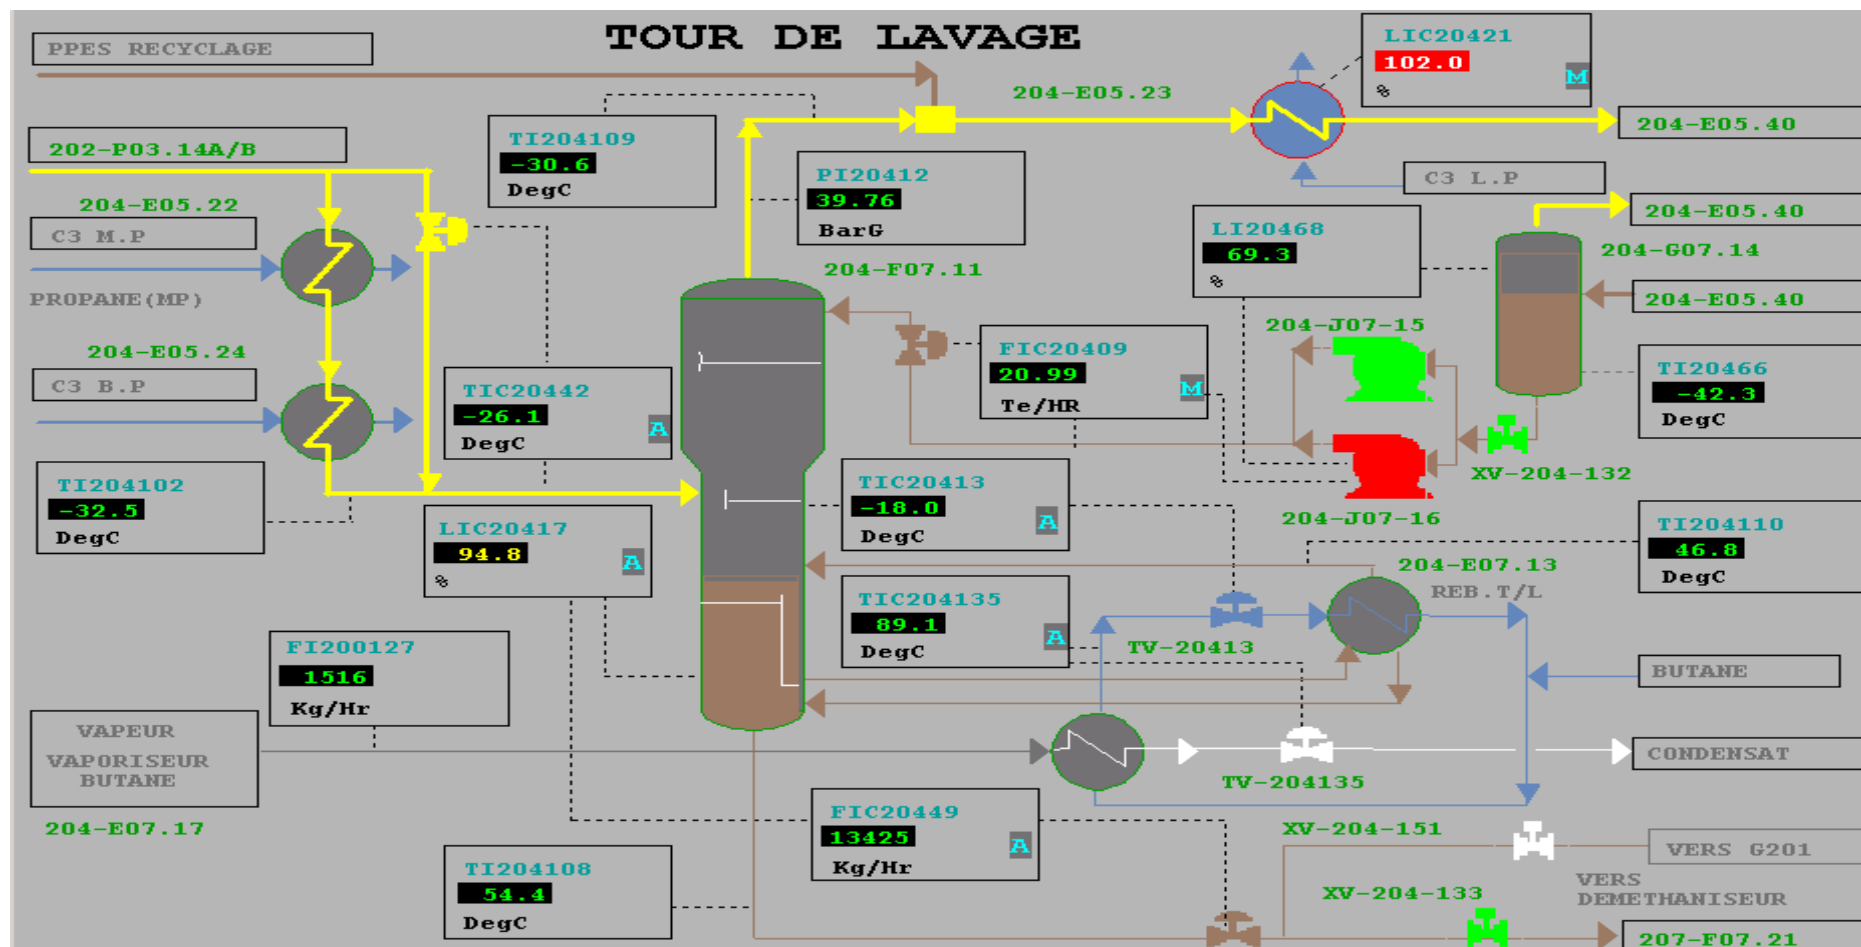 TOUR DE LAVAGE
PPES RECYCLAGE
LIC20421
102.0
%
M
204-E05.23
204-E05.40
202-P03.14A/B
TI204109
-30.6
DegC
PI20412
39.76
BarG
C3 L.P
204-E05.22
C3 M.P
PROPANE(MP)
204-F07.11
LI20468
69.3
%
204-E05.40
204-G07.14
204-E05.40
204-E05.24
C3 B.P
TIC20442
-26.1
DegC
A
FIC20409
20.99
Te/HR
M
204-J07-15
TI20466
-42.3
DegC
XV-204-132
204-J07-16
TI204102
-32.5
DegC
LIC20417
94.8
%
A
TIC20413
-18.0
DegC
A
TI204110
46.8
DegC
204-E07.13
REB.T/L
TIC204135
89.1
DegC
A
TV-20413
FI200127
1516
Kg/Hr
BUTANE
VAPEUR
VAPORISEUR
BUTANE
204-E07.17
CONDENSAT
TV-204135
FIC20449
13425
Kg/Hr
A
XV-204-151
VERS G201
TI204108
54.4
DegC
XV-204-133
VERS
DEMETHANISEUR
207-F07.21